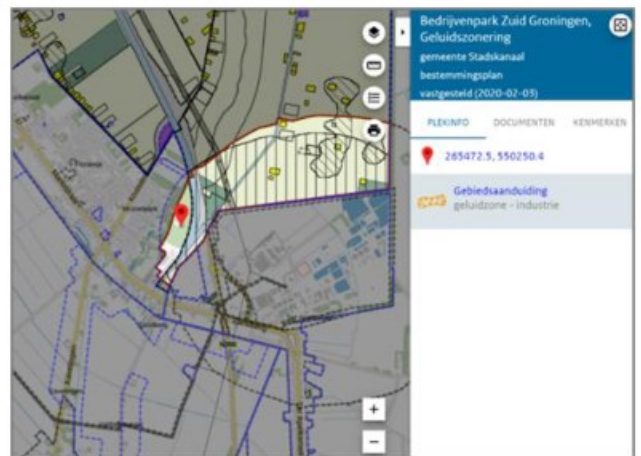 Bedrijvenpark Zuid Groningen,
Geluidszonering
gemeente Stadskanaal
bestemmingsplan
vastgesteld (2020-02-03)
PLEKINFO DOCUMENTEN KENMERKEN
265472.5, 550250.4
Gebiedsaanduiding
geluidzone - industrie
+
−